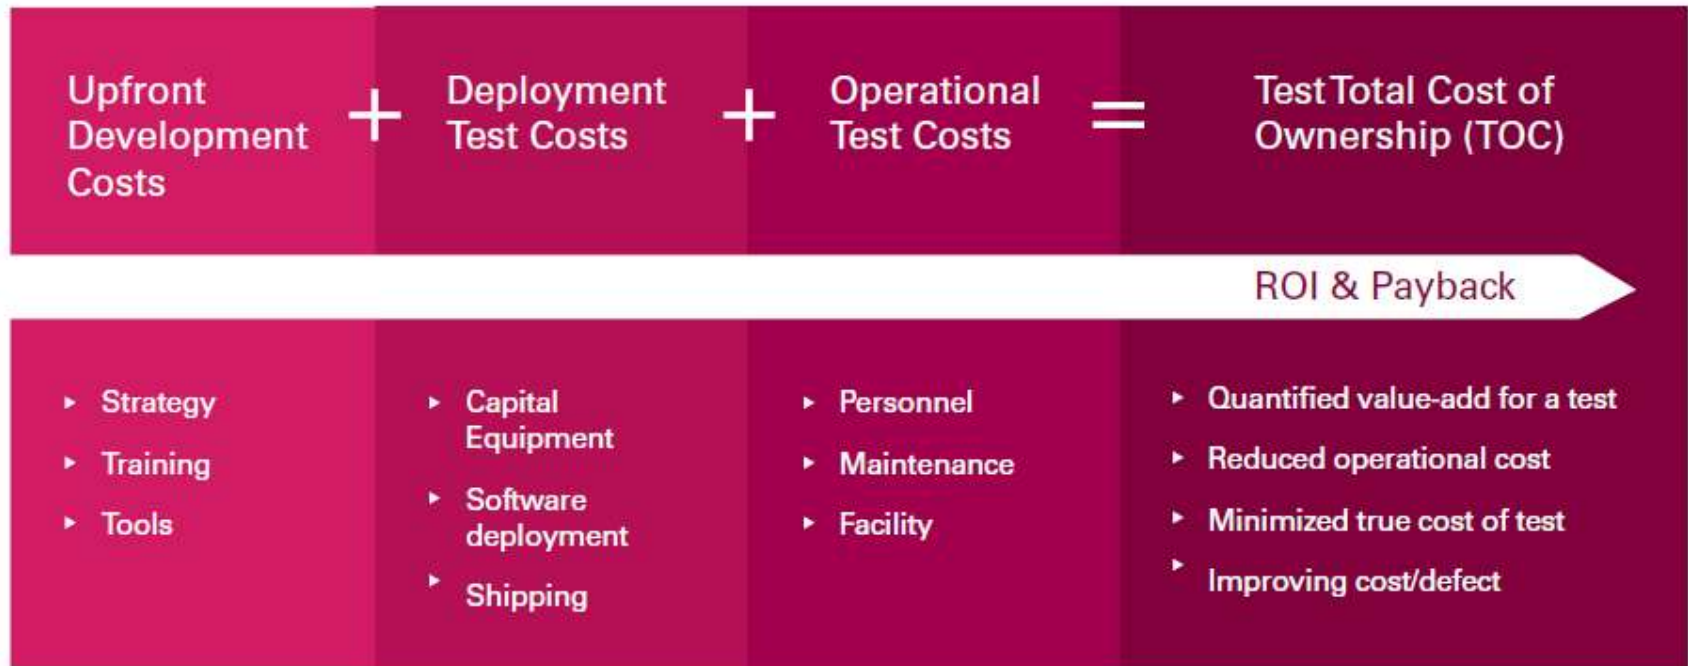 Upfront
Development
Costs
+
Deployment
Test Costs
+
Operational
Test Costs
=
Test Total Cost of
Ownership (TOC)
ROI & Payback
Strategy
Training
Tools
Capital
Equipment
Software
deployment
Shipping
Personnel
Maintenance
Facility
Quantified value-add for a test
Reduced operational cost
Minimized true cost of test
Improving cost/defect